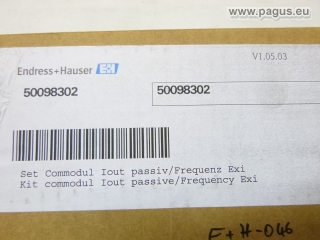 www.pagus.eu
V1.05.03
Endress+Hauser EH
50098302 50098302
Set Commodul Iout passiv/Frequenz Exi
Kit commodul Iout passive/Frequency Exi
E+H-046